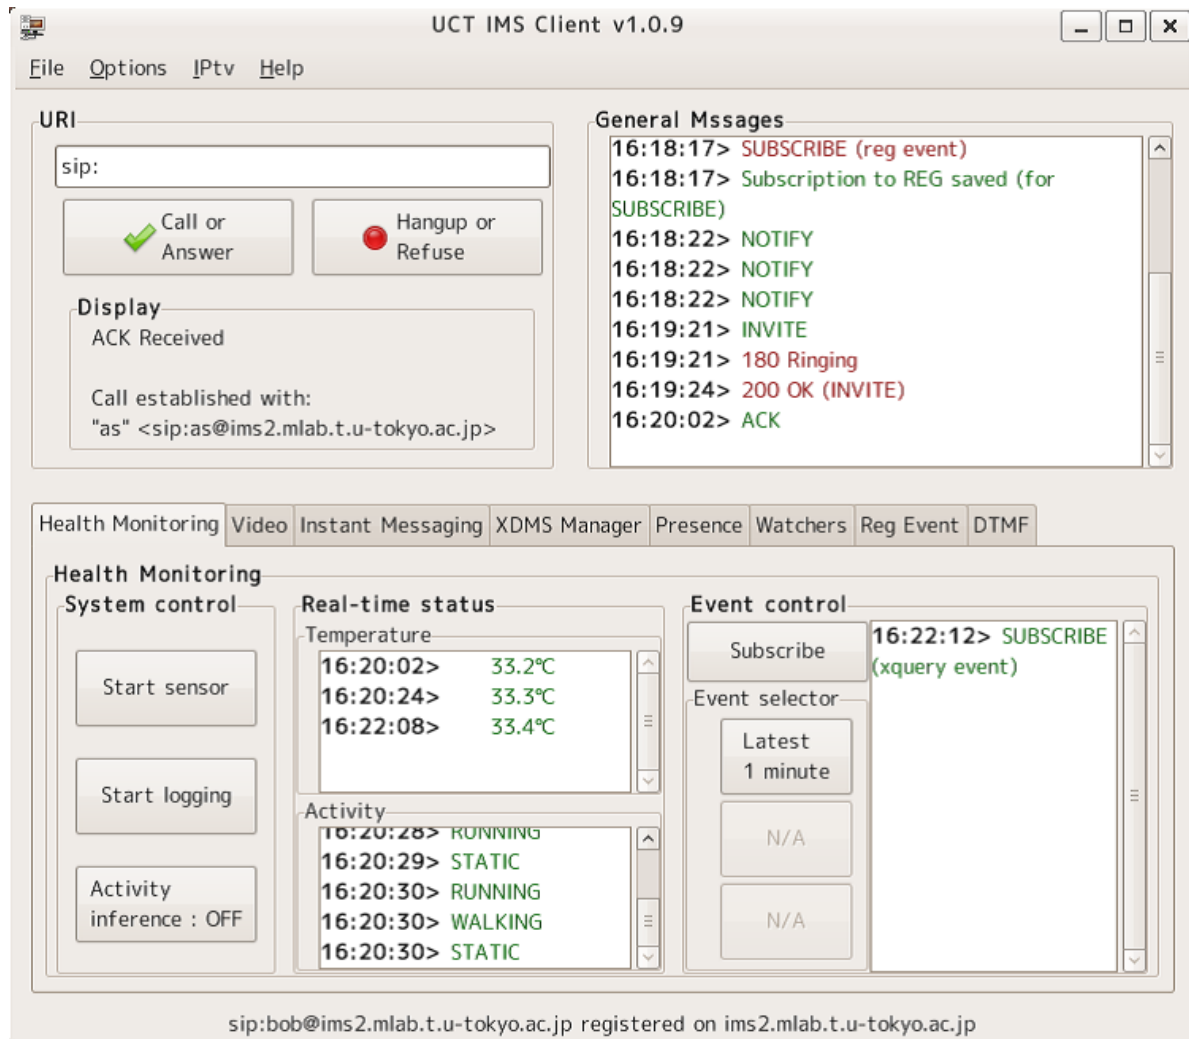 UCT IMS Client v1.0.9
File Options IPtv Help
URI
sip:
Call or
Answer
Hangup or
Refuse
Display
ACK Received
Call established with:
"as" <sip:as@ims2.mlab.t.u-tokyo.ac.jp>
General Mssages
16:18:17> SUBSCRIBE (reg event)
16:18:17> Subscription to REG saved (for
SUBSCRIBE)
16:18:22> NOTIFY
16:18:22> NOTIFY
16:18:22> NOTIFY
16:19:21> INVITE
16:19:21> 180 Ringing
16:19:24> 200 OK (INVITE)
16:20:02> ACK
Health Monitoring Video Instant Messaging XDMS Manager Presence Watchers Reg Event DTMF
Health Monitoring
System control
Start sensor
Start logging
Activity
inference : OFF
Real-time status
Temperature
16:20:02> 33.2℃
16:20:24> 33.3℃
16:22:08> 33.4℃
Activity
16:20:28> RUNNING
16:20:29> STATIC
16:20:30> RUNNING
16:20:30> WALKING
16:20:30> STATIC
Event control
Subscribe
Event selector
Latest
1 minute
N/A
N/A
16:22:12> SUBSCRIBE
(xquery event)
sip:bob@ims2.mlab.t.u-tokyo.ac.jp registered on ims2.mlab.t.u-tokyo.ac.jp